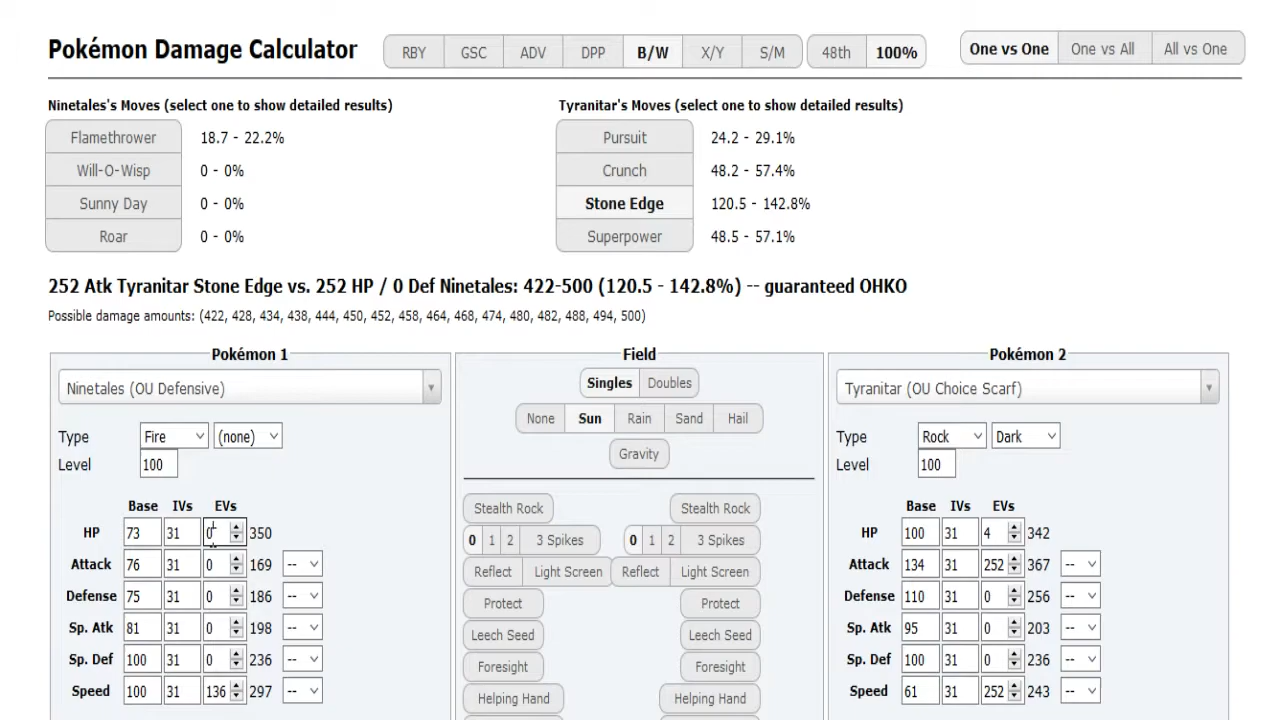 Pokémon Damage Calculator RBY GSC ADV DPP B/W X/Y S/M 48th 100% One vs One One vs All All vs One
Ninetales's Moves (select one to show detailed results) Tyranitar's Moves (select one to show detailed results)
Flamethrower 18.7 - 22.2% Pursuit 24.2 - 29.1%
Will-O-Wisp 0 - 0% Crunch 48.2 - 57.4%
Sunny Day 0 - 0% Stone Edge 120.5 - 142.8%
Roar 0 - 0% Superpower 48.5 - 57.1%
252 Atk Tyranitar Stone Edge vs. 252 HP / 0 Def Ninetales: 422-500 (120.5 - 142.8%) -- guaranteed OHKO
Possible damage amounts: (422, 428, 434, 438, 444, 450, 452, 458, 464, 468, 474, 480, 482, 488, 494, 500)
Pokémon 1 Field Pokémon 2
Ninetales (OU Defensive) Singles Doubles Tyranitar (OU Choice Scarf)
None Sun Rain Sand Hail
Type Fire (none) Type Rock Dark
Gravity
Level 100 Level 100
Base IVs EVs Stealth Rock Stealth Rock Base IVs EVs
HP 73 31 0 350 0 1 2 3 Spikes 0 1 2 3 Spikes HP 100 31 4 342
Attack 76 31 0 169 -- Reflect Light Screen Reflect Light Screen Attack 134 31 252 367 --
Defense 75 31 0 186 -- Protect Protect Defense 110 31 0 256 --
Sp. Atk 81 31 0 198 -- Leech Seed Leech Seed Sp. Atk 95 31 0 203 --
Sp. Def 100 31 0 236 -- Foresight Foresight Sp. Def 100 31 0 236 --
Speed 100 31 136 297 -- Helping Hand Helping Hand Speed 61 31 252 243 --